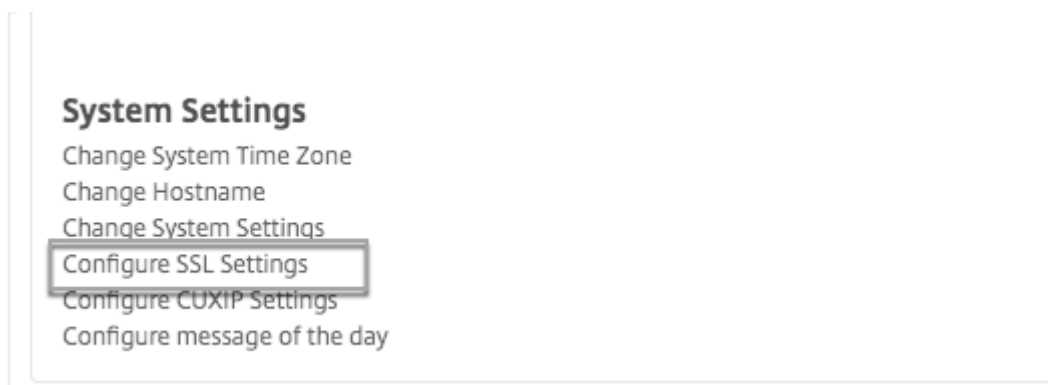 System Settings
Change System Time Zone
Change Hostname
Change System Settings
Configure SSL Settings
Configure CUXIP Settings
Configure message of the day